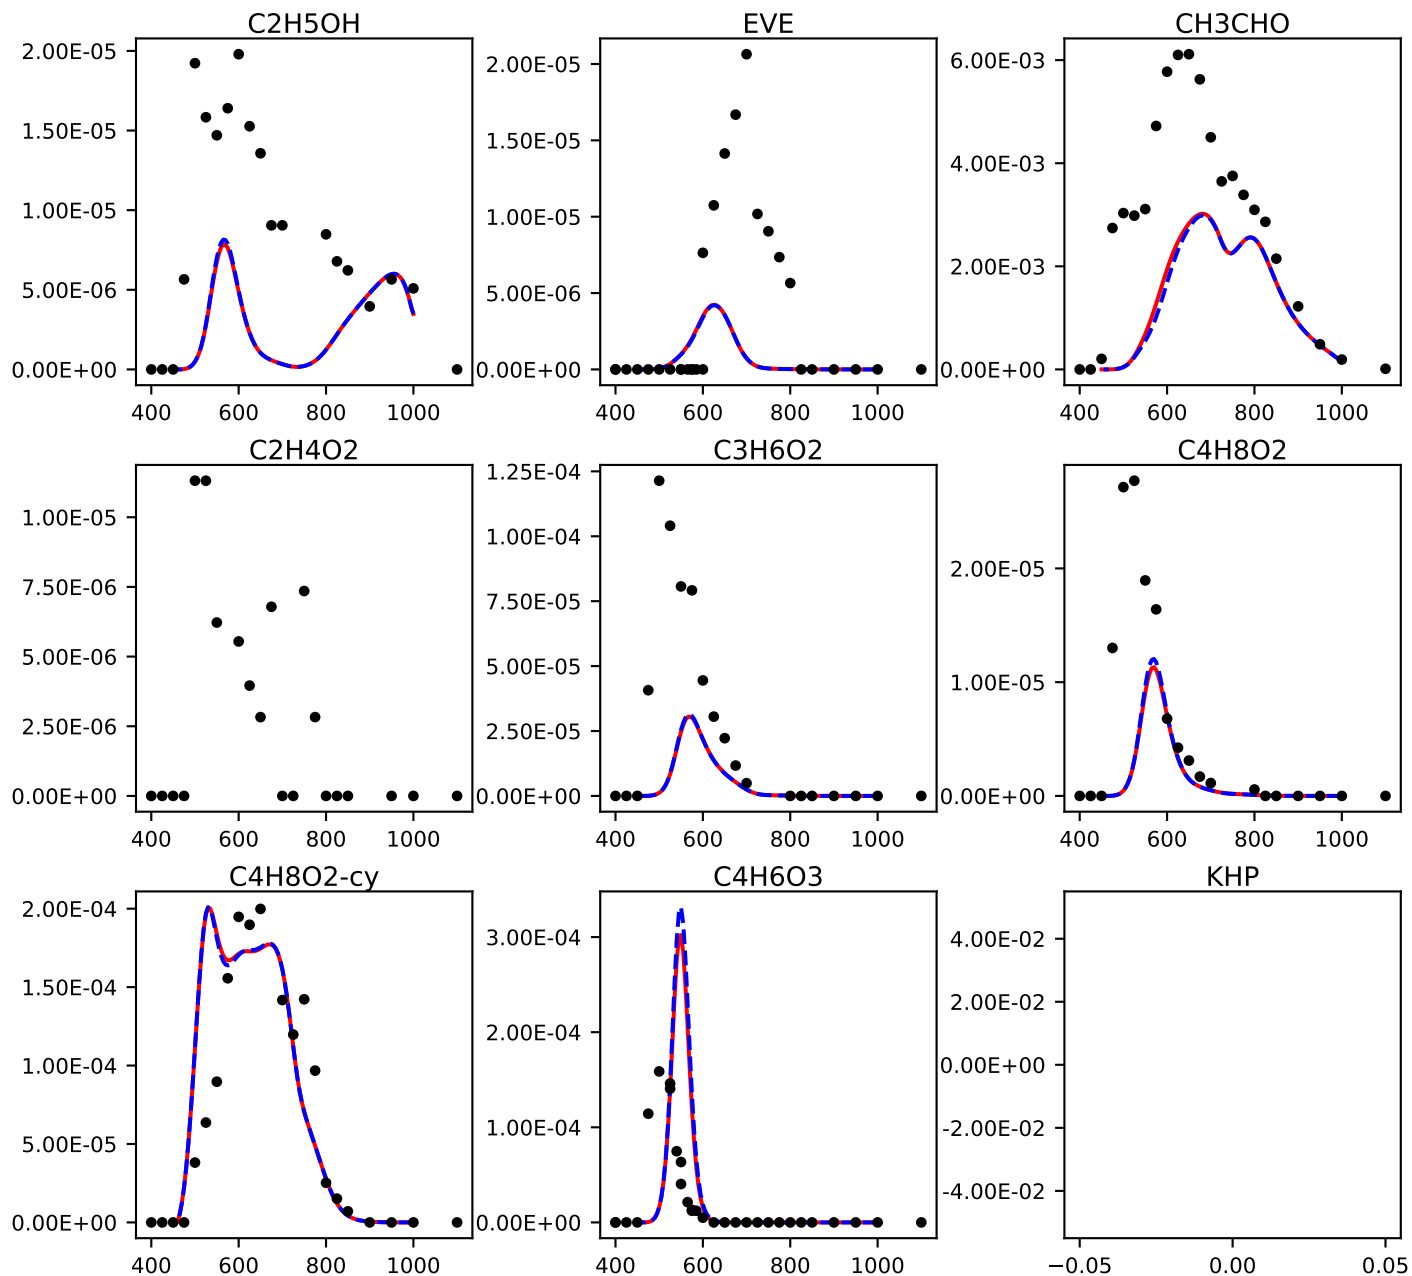 C2H5OH
2.00E-05
1.50E-05
1.00E-05
5.00E-06
0.00E+00
400 600 800 1000
EVE
2.00E-05
1.50E-05
1.00E-05
5.00E-06
0.00E+00
400 600 800 1000
CH3CHO
6.00E-03
4.00E-03
2.00E-03
0.00E+00
400 600 800 1000
C2H4O2
1.00E-05
7.50E-06
5.00E-06
2.50E-06
0.00E+00
400 600 800 1000
C3H6O2
1.25E-04
1.00E-04
7.50E-05
5.00E-05
2.50E-05
0.00E+00
400 600 800 1000
C4H8O2
2.00E-05
1.00E-05
0.00E+00
400 600 800 1000
C4H8O2-cy
2.00E-04
1.50E-04
1.00E-04
5.00E-05
0.00E+00
400 600 800 1000
C4H6O3
3.00E-04
2.00E-04
1.00E-04
0.00E+00
400 600 800 1000
KHP
4.00E-02
2.00E-02
0.00E+00
-2.00E-02
-4.00E-02
−0.05 0.00 0.05